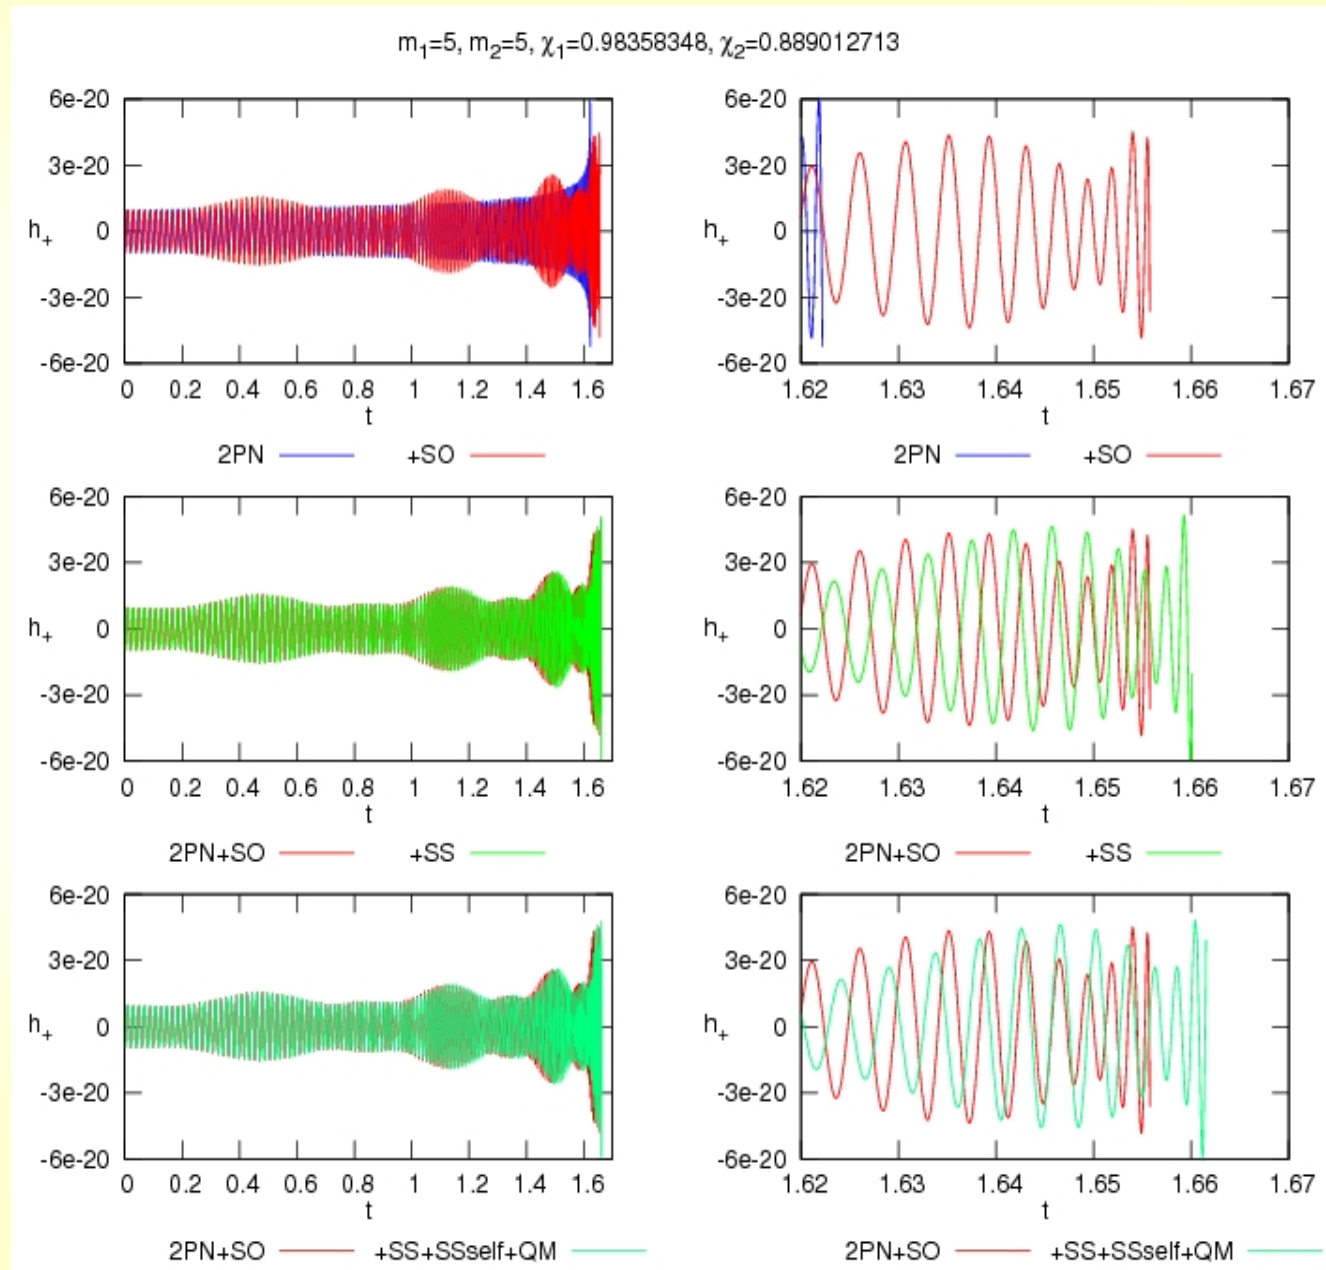 m1=5, m2=5, χ1=0.98358348, χ2=0.889012713
6e-20
3e-20
h+ 0
-3e-20
-6e-20
0 0.2 0.4 0.6 0.8 1 1.2 1.4 1.6
t
2PN +SO
6e-20
3e-20
h+ 0
-3e-20
-6e-20
1.62 1.63 1.64 1.65 1.66 1.67
t
2PN +SO
6e-20
3e-20
h+ 0
-3e-20
-6e-20
0 0.2 0.4 0.6 0.8 1 1.2 1.4 1.6
t
2PN+SO +SS
6e-20
3e-20
h+ 0
-3e-20
-6e-20
1.62 1.63 1.64 1.65 1.66 1.67
t
2PN+SO +SS
6e-20
3e-20
h+ 0
-3e-20
-6e-20
0 0.2 0.4 0.6 0.8 1 1.2 1.4 1.6
t
2PN+SO +SS+SSself+QM
6e-20
3e-20
h+ 0
-3e-20
-6e-20
1.62 1.63 1.64 1.65 1.66 1.67
t
2PN+SO +SS+SSself+QM